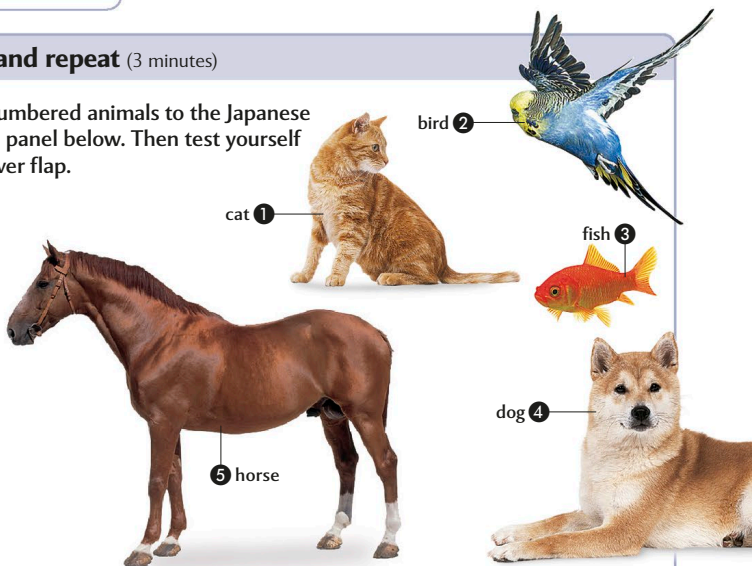 and repeat (3 minutes)
umbered animals to the Japanese
panel below. Then test yourself
ver flap.
bird 2
cat 1
fish 3
dog 4
5 horse